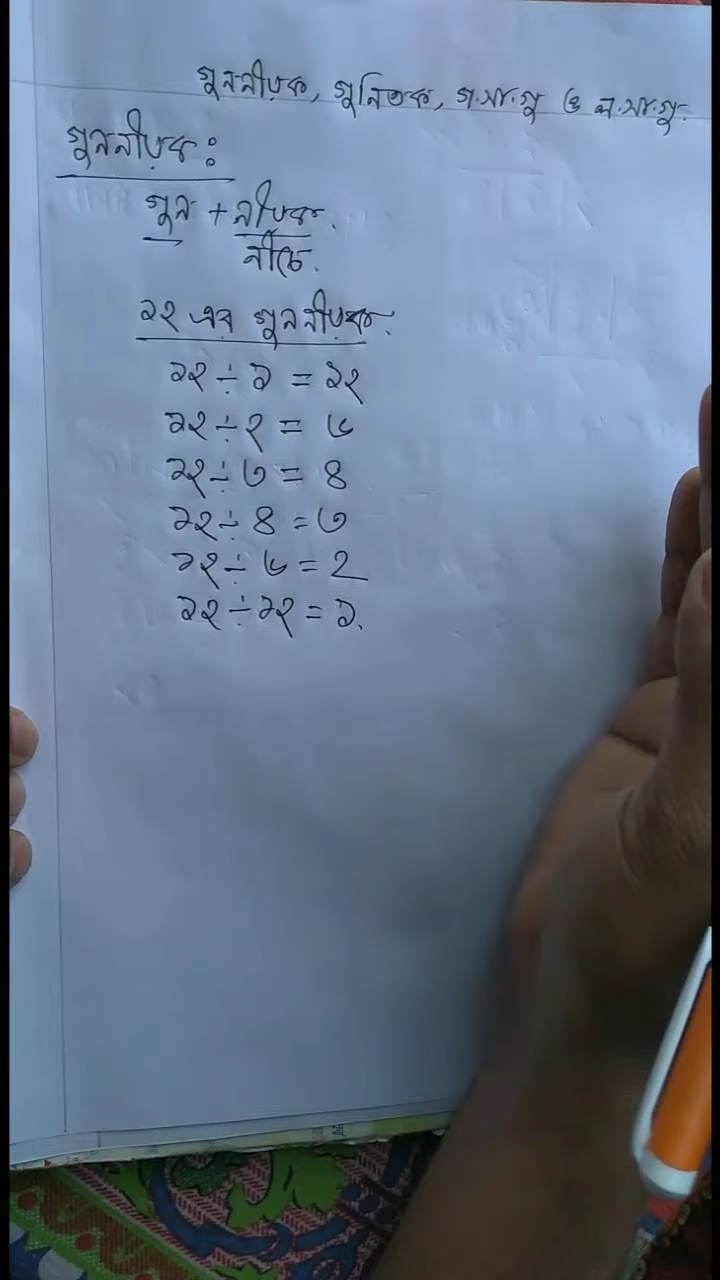 গুননীয়ক, গুনিতক, গ.সা.গু ও ল.সা.গু.
গুননীয়ক:
গুন + নীয়ক.
নীচে.
১২ এর গুননীয়ক.
১২ ÷ ১ = ১২
১২ ÷ ২ = ৬
১২ ÷ ৩ = ৪
১২ ÷ ৪ = ৩
১২ ÷ ৬ = 2
১২ ÷ ১২ = ১.